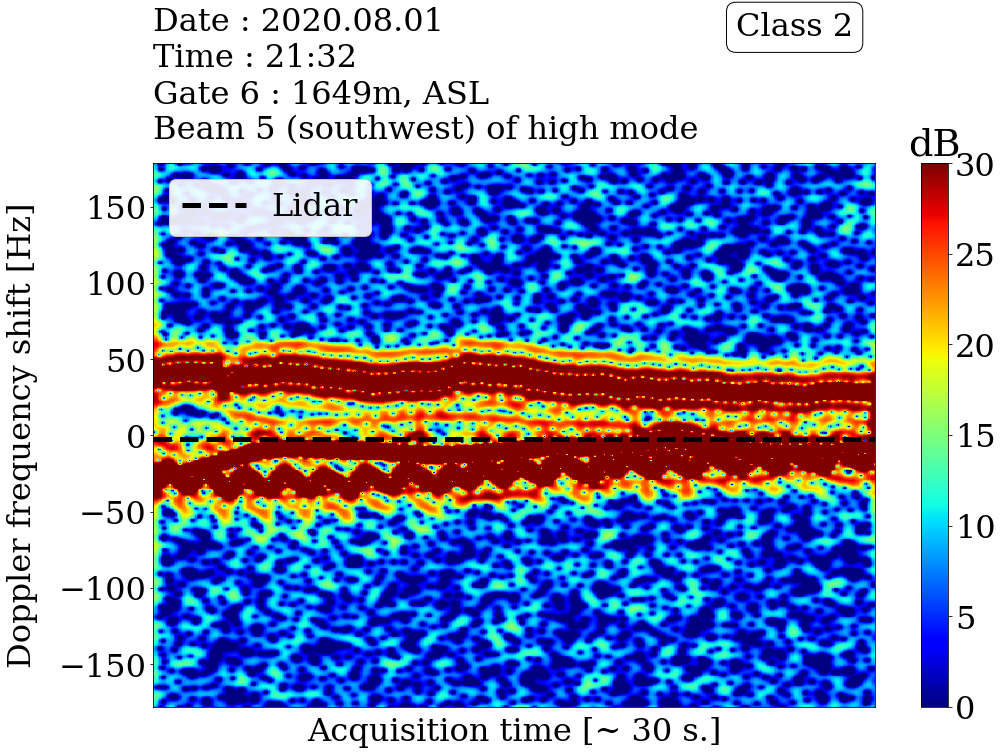 Date : 2020.08.01
Time : 21:32
Gate 6 : 1649m, ASL
Beam 5 (southwest) of high mode
Class 2
dB
Lidar
Doppler frequency shift [Hz]
150
100
50
0
−50
−100
−150
30
25
20
15
10
5
0
Acquisition time [~ 30 s.]